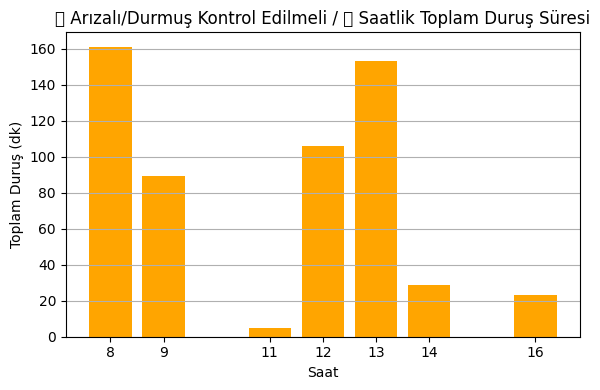 Arızalı/Durmuş Kontrol Edilmeli / Saatlik Toplam Duruş Süresi
160
140
120
100
80
60
40
20
0
Toplam Duruş (dk)
8 9 11 12 13 14 16
Saat